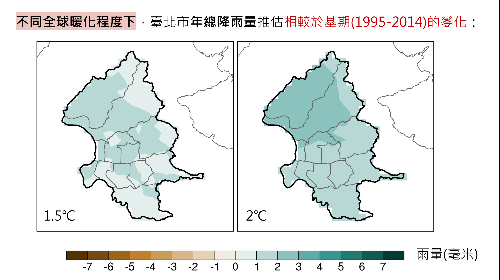 不同全球暖化程度下，臺北市年總降雨量推估相較於基期(1995-2014)的變化：
1.5℃
2℃
-7 -6 -5 -4 -3 -2 -1 0 1 2 3 4 5 6 7
雨量(毫米)